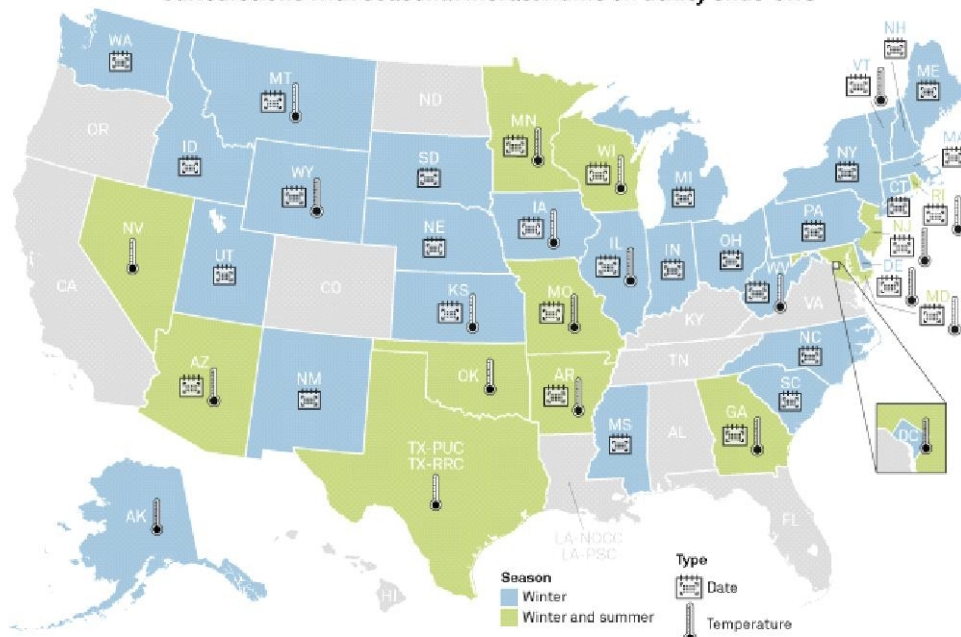 WA
MT
ND
OR
ID
WY
SD
MN
WI
MI
NY
VT
NH
ME
MA
CT
RI
NJ
DE
MD
PA
NV
UT
CO
NE
IA
IL
IN
OH
WV
VA
KY
CA
KS
MO
AZ
NM
OK
AR
TN
NC
SC
MS
AL
GA
DC
TX-PUC
TX-RRC
LA-NOCC
LA-PSC
FL
AK
HI
Season
Winter
Winter and summer
Type
Date
Temperature